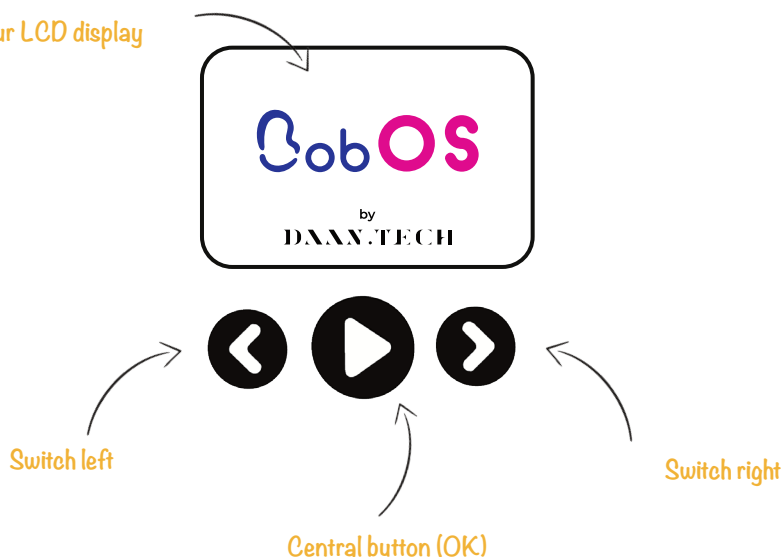 LCD display
BobOS
by
DAAN.TECH
Switch left
Switch right
Central button (OK)